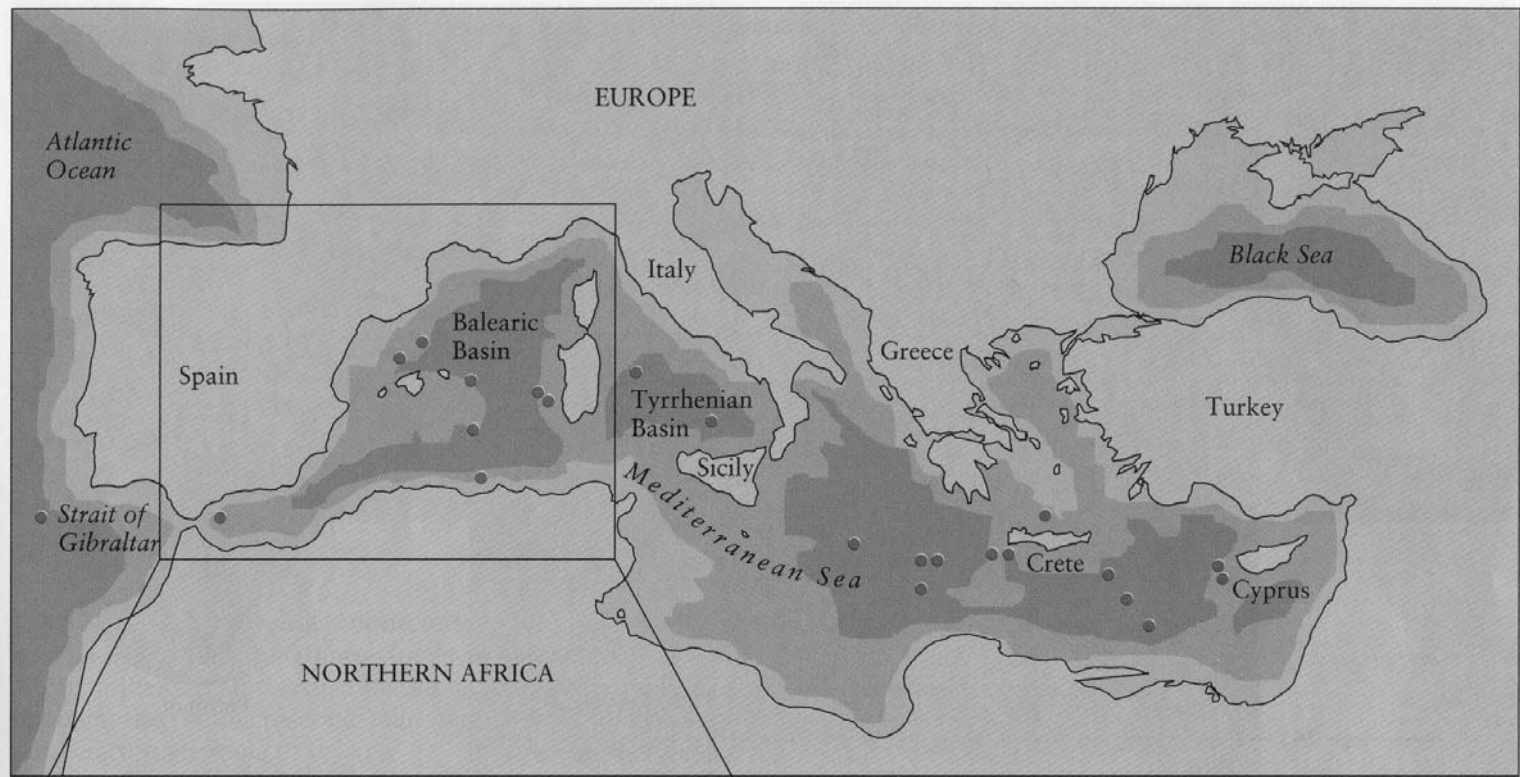 EUROPE
Atlantic
Ocean
Black Sea
Italy
Balearic
Basin
Greece
Spain
Tyrrhenian
Basin
Turkey
Sicily
Strait of
Gibraltar
Mediterranean Sea
Crete
Cyprus
NORTHERN AFRICA